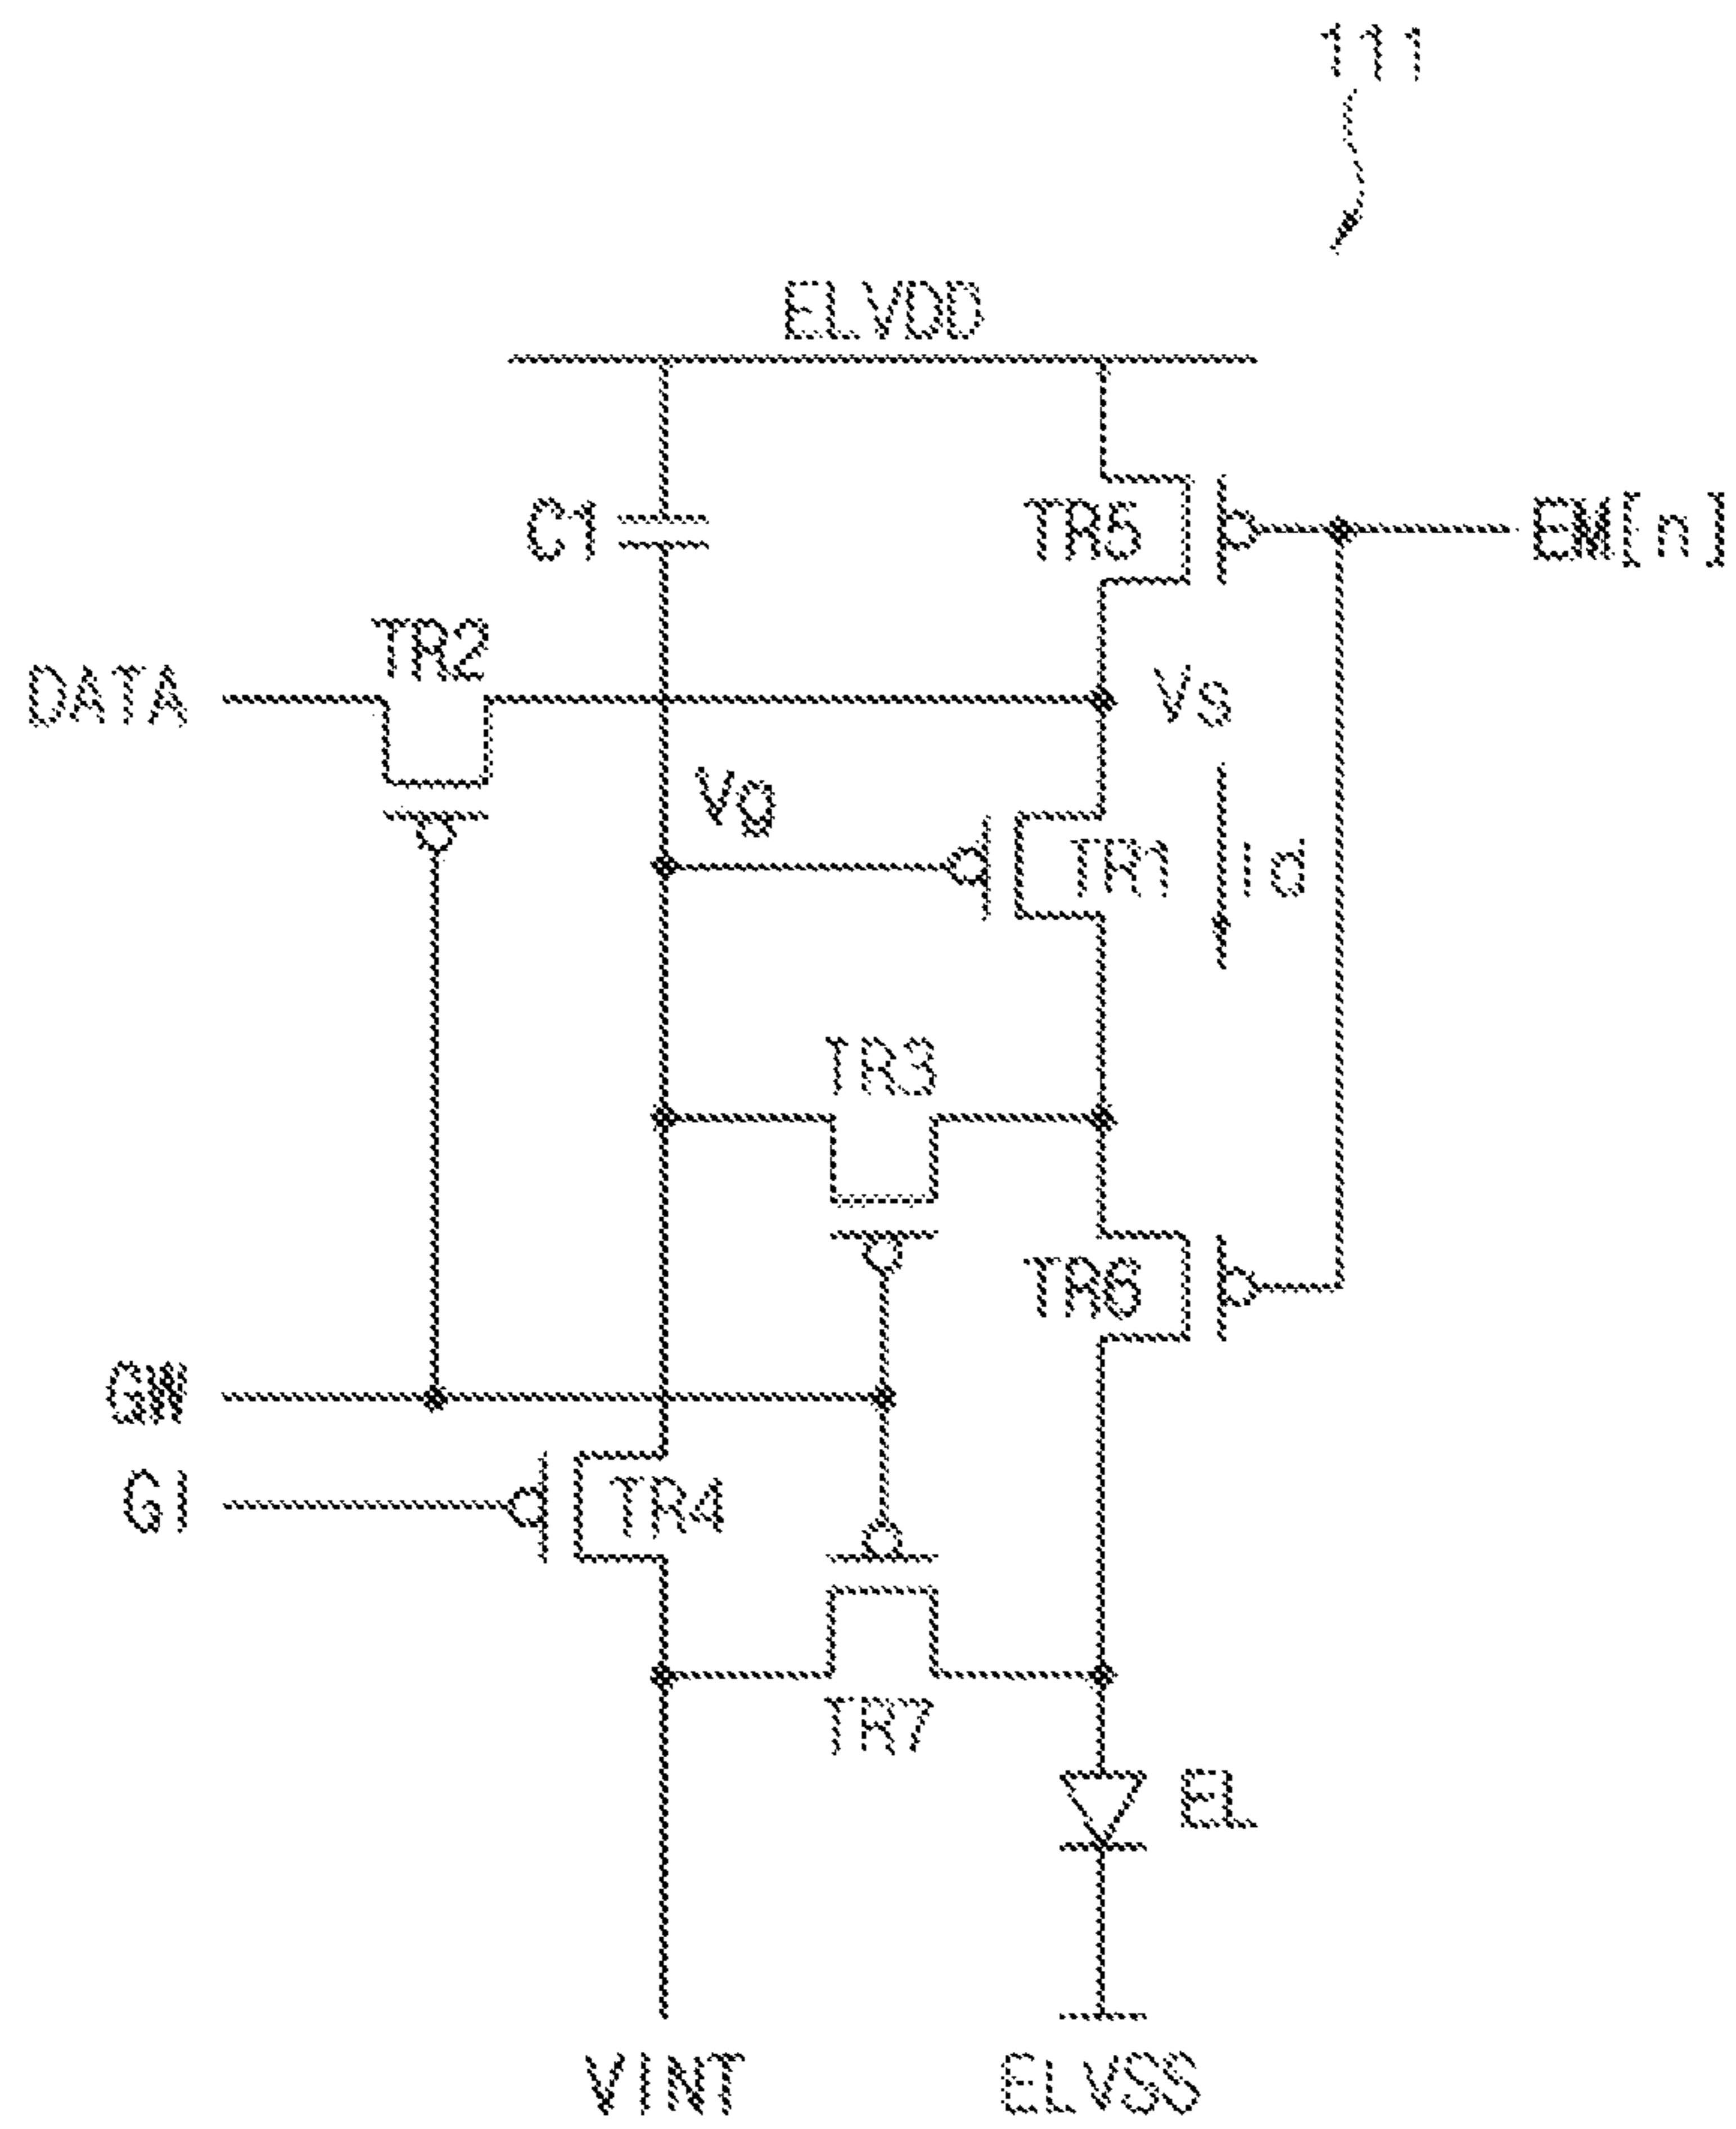 111
ELVDD
C1
TR5
EM[n]
TR2
DATA
Vs
Vg
TR1
Id
TR3
TR6
GW
GI
TR4
TR7
EL
VINT
ELVSS